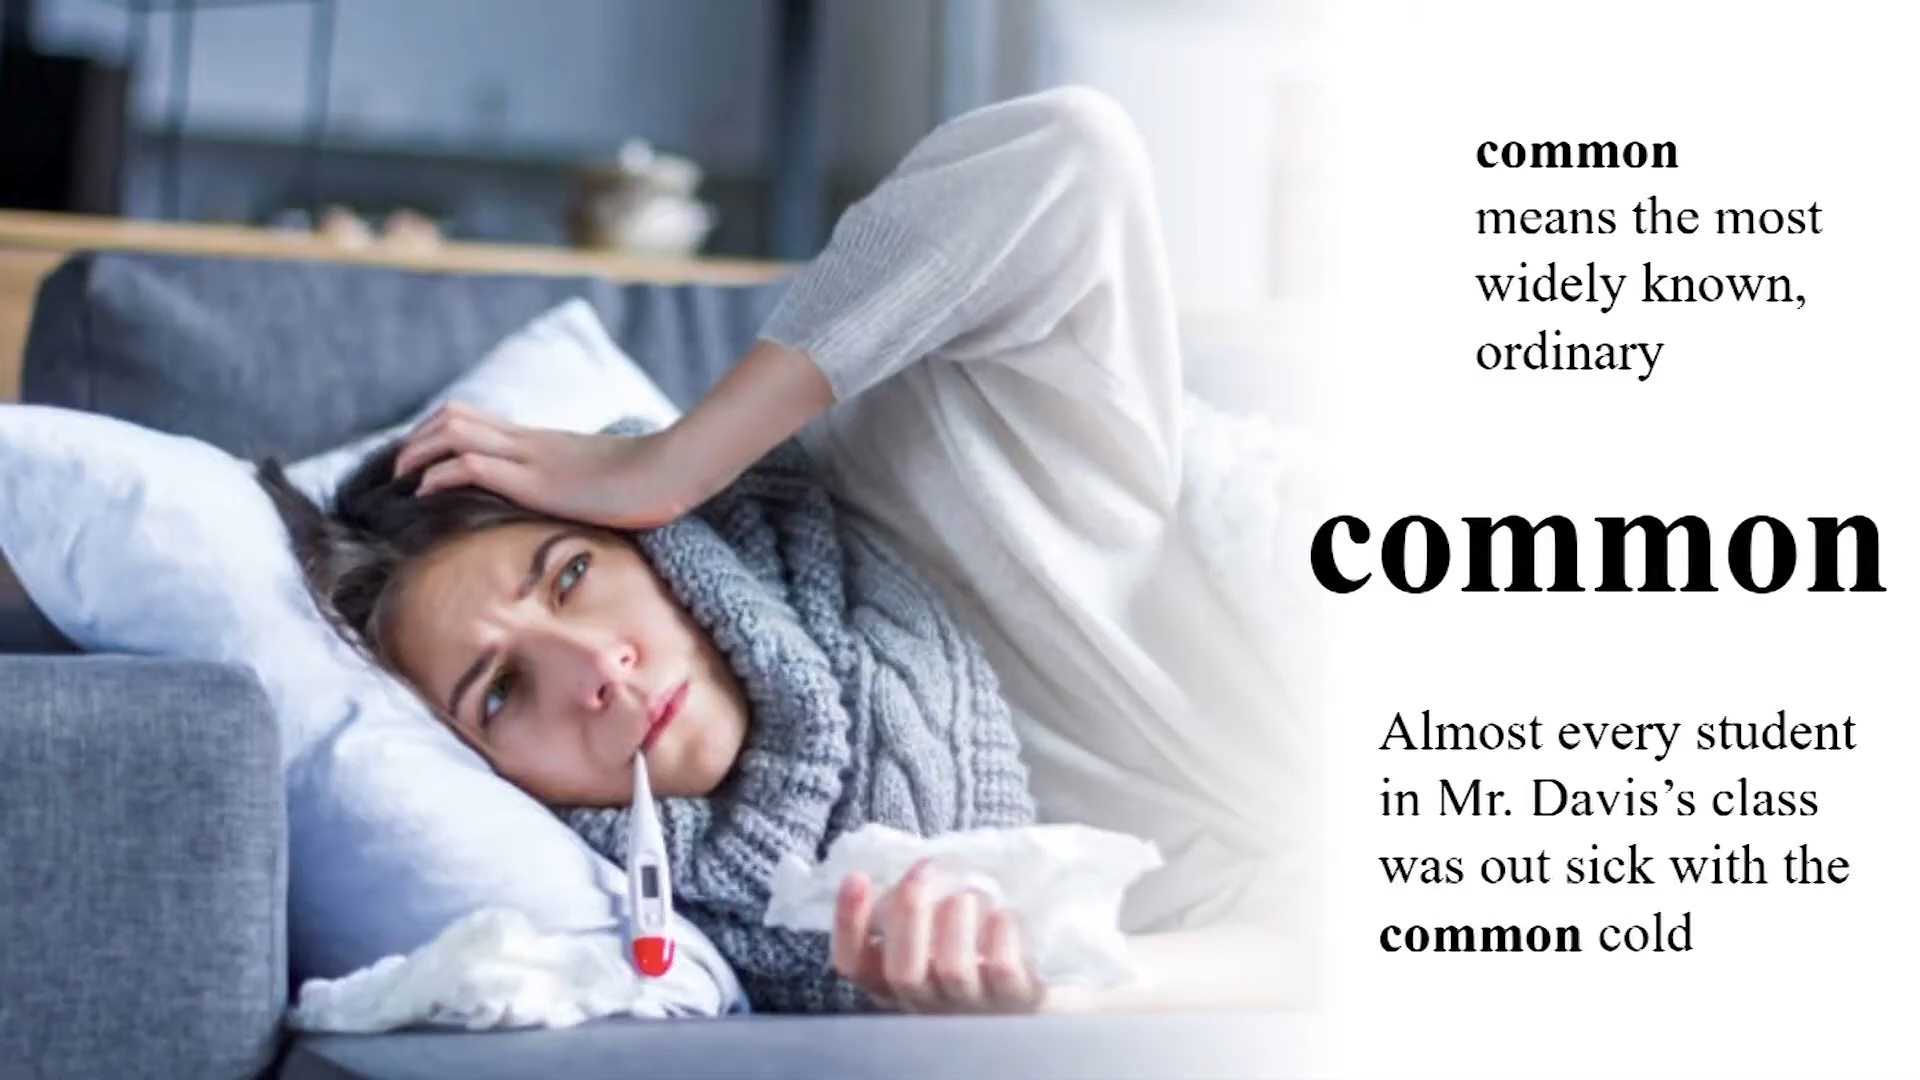 common
means the most
widely known,
ordinary
common
Almost every student
in Mr. Davis’s class
was out sick with the
common cold